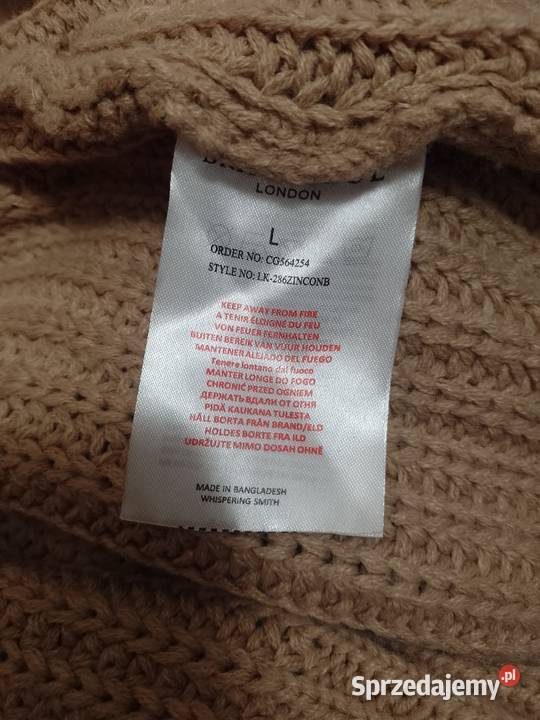 LONDON
L
ORDER NO: CG564254
STYLE NO: LK-286ZINCONB
KEEP AWAY FROM FIRE
A TENIR ÉLOIGNÉ DU FEU
VON FEUER FERNHALTEN
BUITEN BEREIK VAN VUUR HOUDEN
MANTENER ALEJADO DEL FUEGO
Tenere lontano dal fuoco
MANTER LONGE DO FOGO
CHRONIĆ PRZED OGNIEM
ДЕРЖАТЬ ВДАЛИ ОТ ОГНЯ
PIDÄ KAUKANA TULESTA
HÅLL BORTA FRÅN BRAND/ELD
HOLDES BORTE FRA ILD
UDRŽUJTE MIMO DOSAH OHNĚ
MADE IN BANGLADESH
WHISPERING SMITH
Sprzedajemy.pl